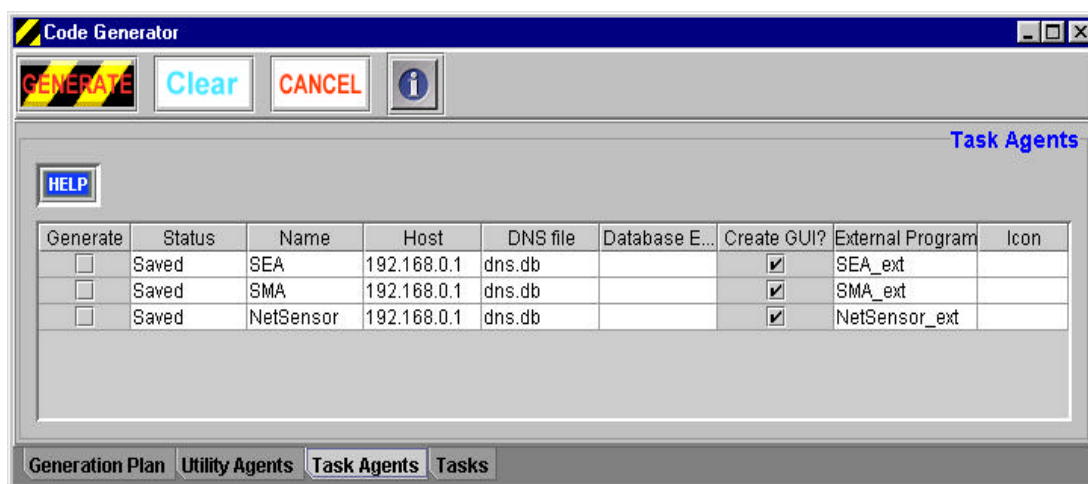 Code Generator
GENERATE Clear CANCEL i
Task Agents
HELP
Generate Status Name Host DNS file Database E... Create GUI? External Program Icon
Saved SEA 192.168.0.1 dns.db SEA_ext
Saved SMA 192.168.0.1 dns.db SMA_ext
Saved NetSensor 192.168.0.1 dns.db NetSensor_ext
Generation Plan Utility Agents Task Agents Tasks